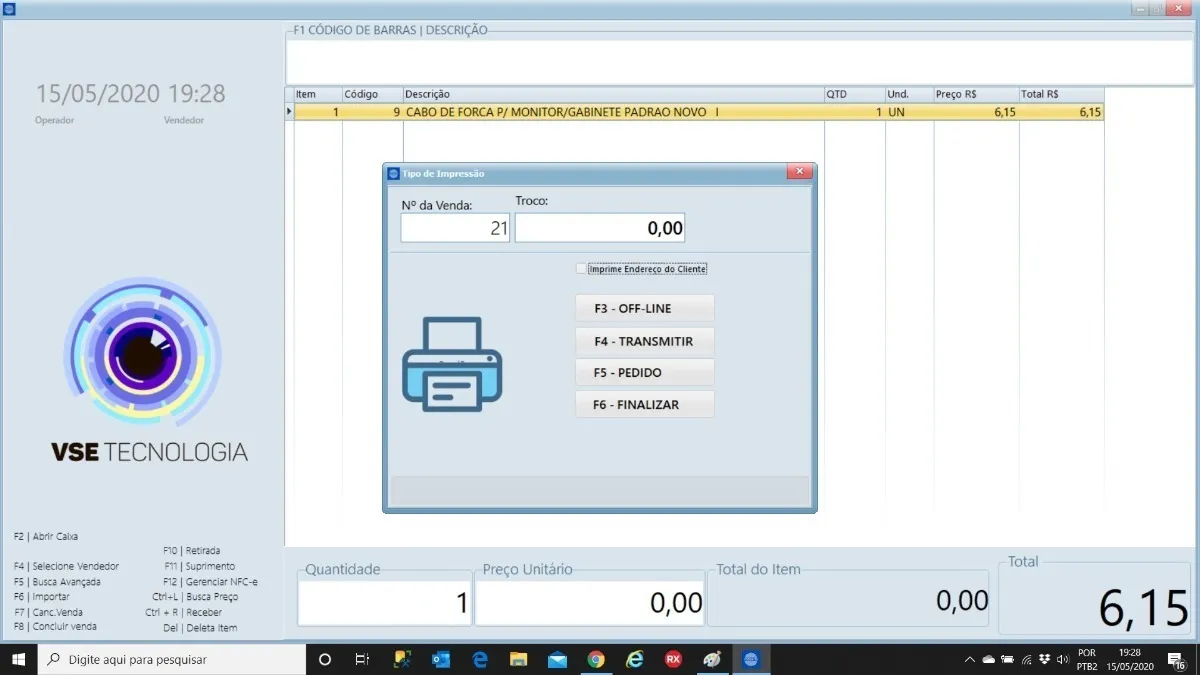 F1 CÓDIGO DE BARRAS | DESCRIÇÃO
15/05/2020 19:28
Operador Vendedor
Item Código Descrição QTD Und. Preço R$ Total R$
1 9 CABO DE FORCA P/ MONITOR/GABINETE PADRAO NOVO I 1 UN 6,15 6,15
Tipo de Impressão
Nº da Venda: Troco:
21 0,00
Imprime Endereço do Cliente
F3 - OFF-LINE
F4 - TRANSMITIR
F5 - PEDIDO
F6 - FINALIZAR
VSE TECNOLOGIA
F2 | Abrir Caixa
F10 | Retirada
F4 | Selecione Vendedor F11 | Suprimento
F5 | Busca Avançada F12 | Gerenciar NFC-e
F6 | Importar Ctrl+L | Busca Preço
F7 | Canc.Venda Ctrl + R | Receber
F8 | Concluir venda Del | Deleta Item
Quantidade Preço Unitário Total do Item Total
1 0,00 0,00 6,15
Digite aqui para pesquisar
RX
POR 19:28
PTB2 15/05/2020
16